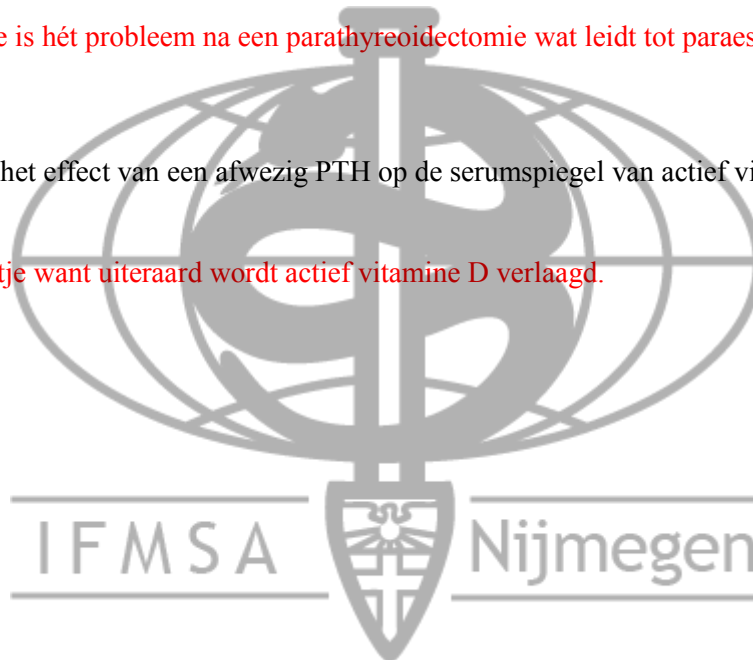 e is hét probleem na een parathyreoidectomie wat leidt tot paraes
het effect van een afwezig PTH op de serumspiegel van actief vi
tje want uiteraard wordt actief vitamine D verlaagd.
IFMSA Nijmegen